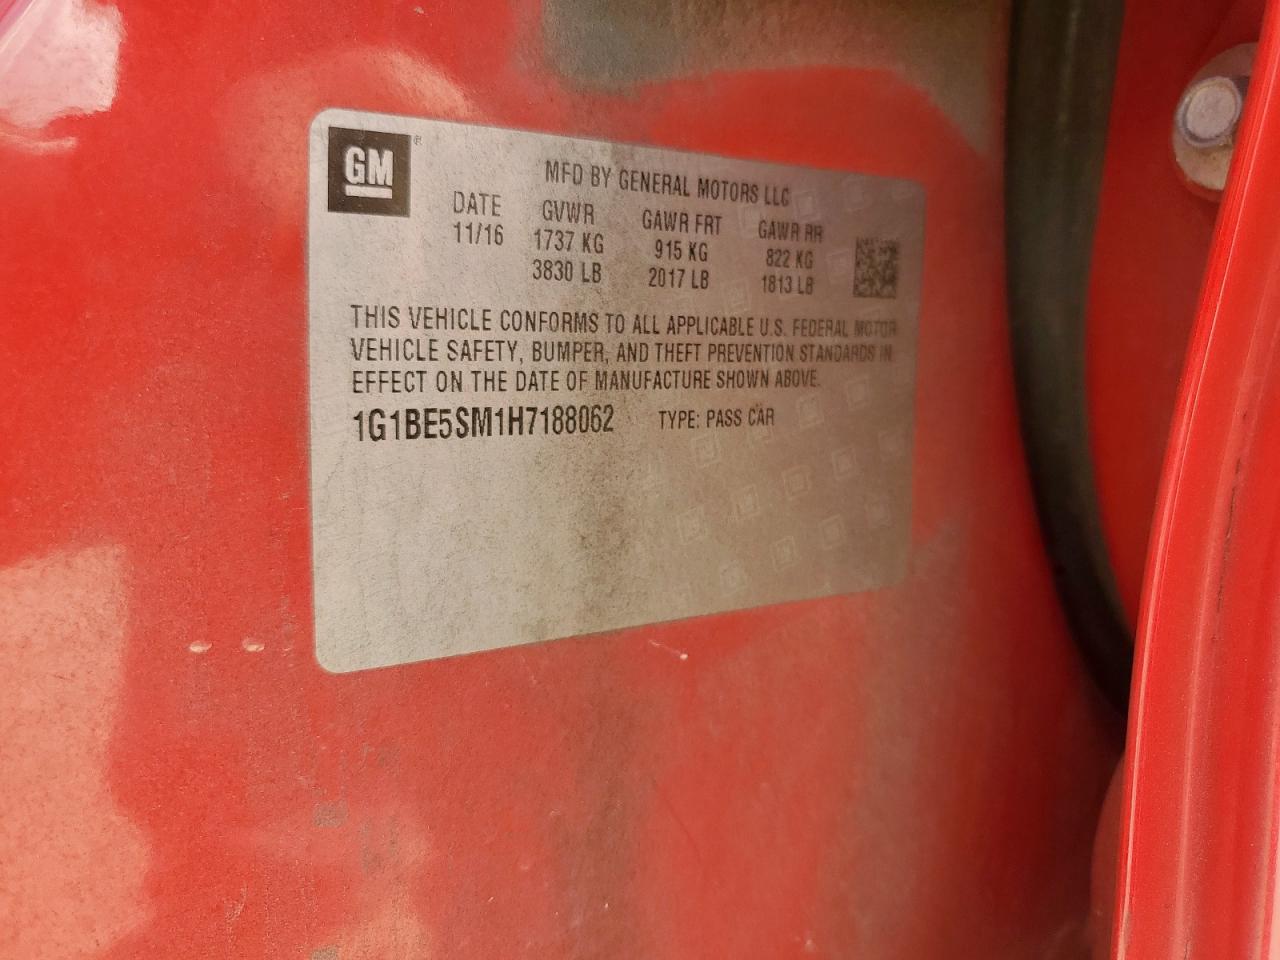 GM®
MFD BY GENERAL MOTORS LLC
DATE GVWR GAWR FRT GAWR RR
11/16 1737 KG 915 KG 822 KG
3830 LB 2017 LB 1813 LB
THIS VEHICLE CONFORMS TO ALL APPLICABLE U.S. FEDERAL MOTOR
VEHICLE SAFETY, BUMPER, AND THEFT PREVENTION STANDARDS IN
EFFECT ON THE DATE OF MANUFACTURE SHOWN ABOVE.
1G1BE5SM1H7188062 TYPE: PASS CAR